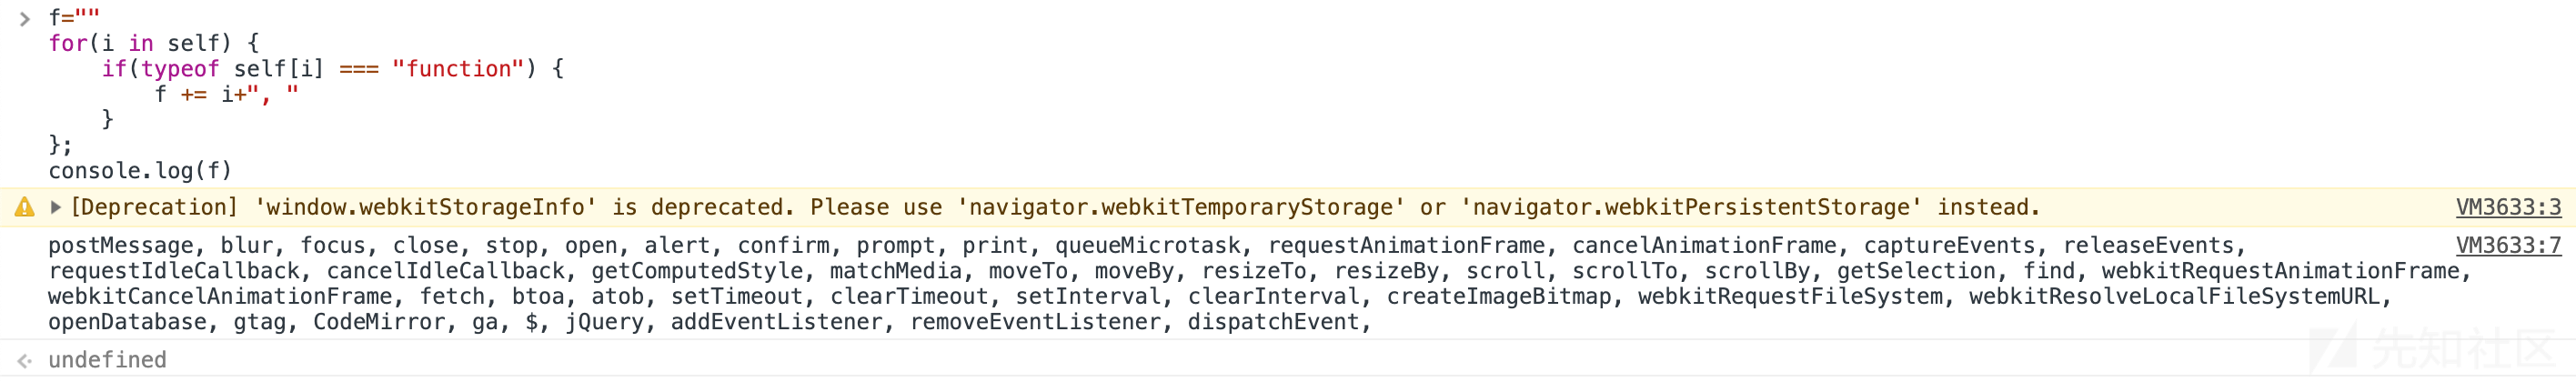 f=""
for(i in self) {
    if(typeof self[i] === "function") {
        f += i+", "
    }
};
console.log(f)
[Deprecation] 'window.webkitStorageInfo' is deprecated. Please use 'navigator.webkitTemporaryStorage' or 'navigator.webkitPersistentStorage' instead. VM3633:3
postMessage, blur, focus, close, stop, open, alert, confirm, prompt, print, queueMicrotask, requestAnimationFrame, cancelAnimationFrame, captureEvents, releaseEvents, VM3633:7
requestIdleCallback, cancelIdleCallback, getComputedStyle, matchMedia, moveTo, moveBy, resizeTo, resizeBy, scroll, scrollTo, scrollBy, getSelection, find, webkitRequestAnimationFrame,
webkitCancelAnimationFrame, fetch, btoa, atob, setTimeout, clearTimeout, setInterval, clearInterval, createImageBitmap, webkitRequestFileSystem, webkitResolveLocalFileSystemURL,
openDatabase, gtag, CodeMirror, ga, $, jQuery, addEventListener, removeEventListener, dispatchEvent,
undefined
先知社区